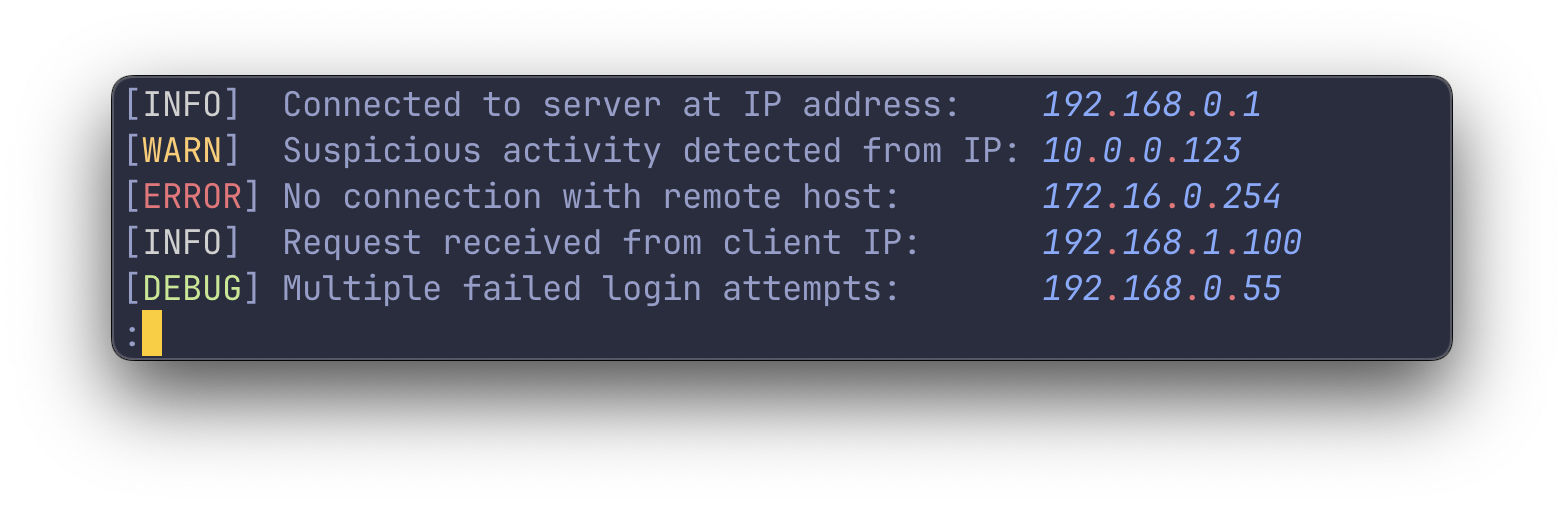 [INFO]  Connected to server at IP address:    192.168.0.1
[WARN]  Suspicious activity detected from IP: 10.0.0.123
[ERROR] No connection with remote host:       172.16.0.254
[INFO]  Request received from client IP:      192.168.1.100
[DEBUG] Multiple failed login attempts:       192.168.0.55
: